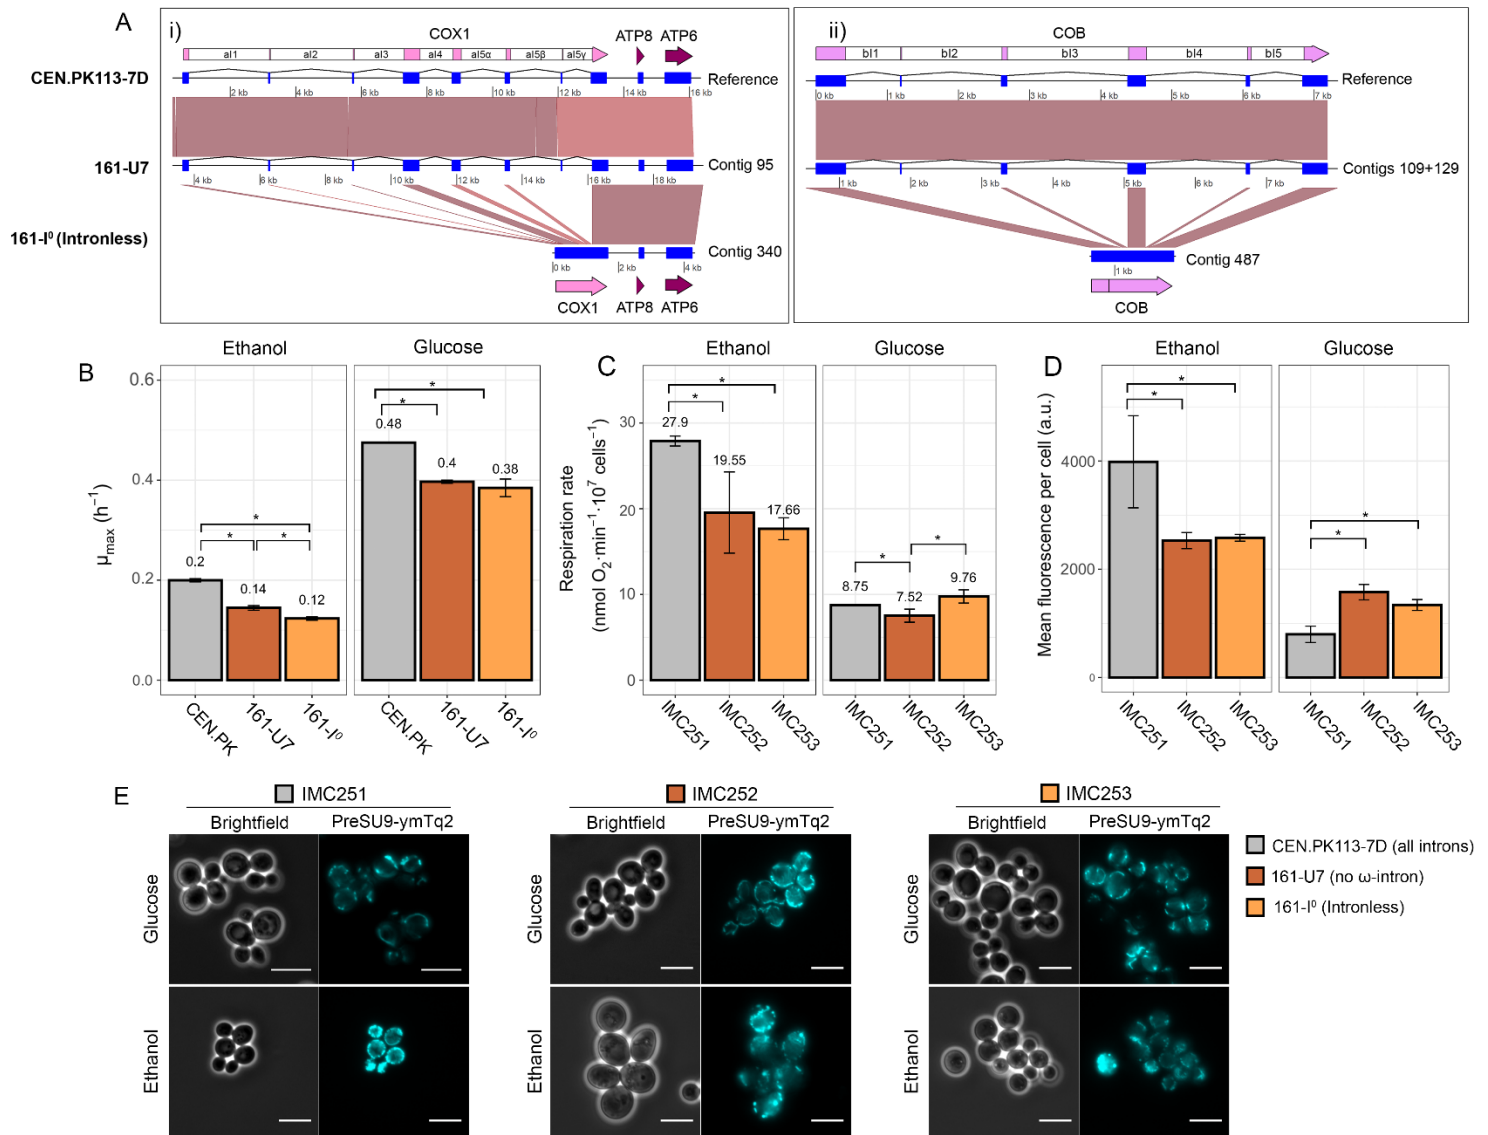 A
i)
COX1
ATP8 ATP6
aI1 aI2 aI3 aI4 aI5α aI5β aI5γ
CEN.PK113-7D
Reference
2 kb 4 kb 6 kb 8 kb 10 kb 12 kb 14 kb 16 kb
161-U7
Contig 95
4 kb 6 kb 8 kb 10 kb 12 kb 14 kb 16 kb 18 kb
161-I⁰ (Intronless)
Contig 340
0 kb 2 kb 4 kb
COX1 ATP8 ATP6
ii)
COB
bI1 bI2 bI3 bI4 bI5
Reference
0 kb 1 kb 2 kb 3 kb 4 kb 5 kb 6 kb 7 kb
Contigs 109+129
1 kb 2 kb 3 kb 4 kb 5 kb 6 kb 7 kb
Contig 487
1 kb
COB
B
Ethanol Glucose
μmax (h⁻¹)
0.6
0.4
0.2
0.0
* * *
0.2 0.14 0.12
* *
0.48 0.4 0.38
CEN.PK 161-U7 161-I⁰ CEN.PK 161-U7 161-I⁰
C
Ethanol Glucose
Respiration rate
(nmol O₂·min⁻¹·10⁷ cells⁻¹)
30
20
10
0
* *
27.9 19.55 17.66
* *
8.75 7.52 9.76
IMC251 IMC252 IMC253 IMC251 IMC252 IMC253
D
Ethanol Glucose
Mean fluorescence per cell (a.u.)
4000
2000
0
* *
* *
IMC251 IMC252 IMC253 IMC251 IMC252 IMC253
E
IMC251 IMC252 IMC253
Brightfield PreSU9-ymTq2 Brightfield PreSU9-ymTq2 Brightfield PreSU9-ymTq2
Glucose Glucose Glucose
Ethanol Ethanol Ethanol
CEN.PK113-7D (all introns)
161-U7 (no ω-intron)
161-I⁰ (Intronless)